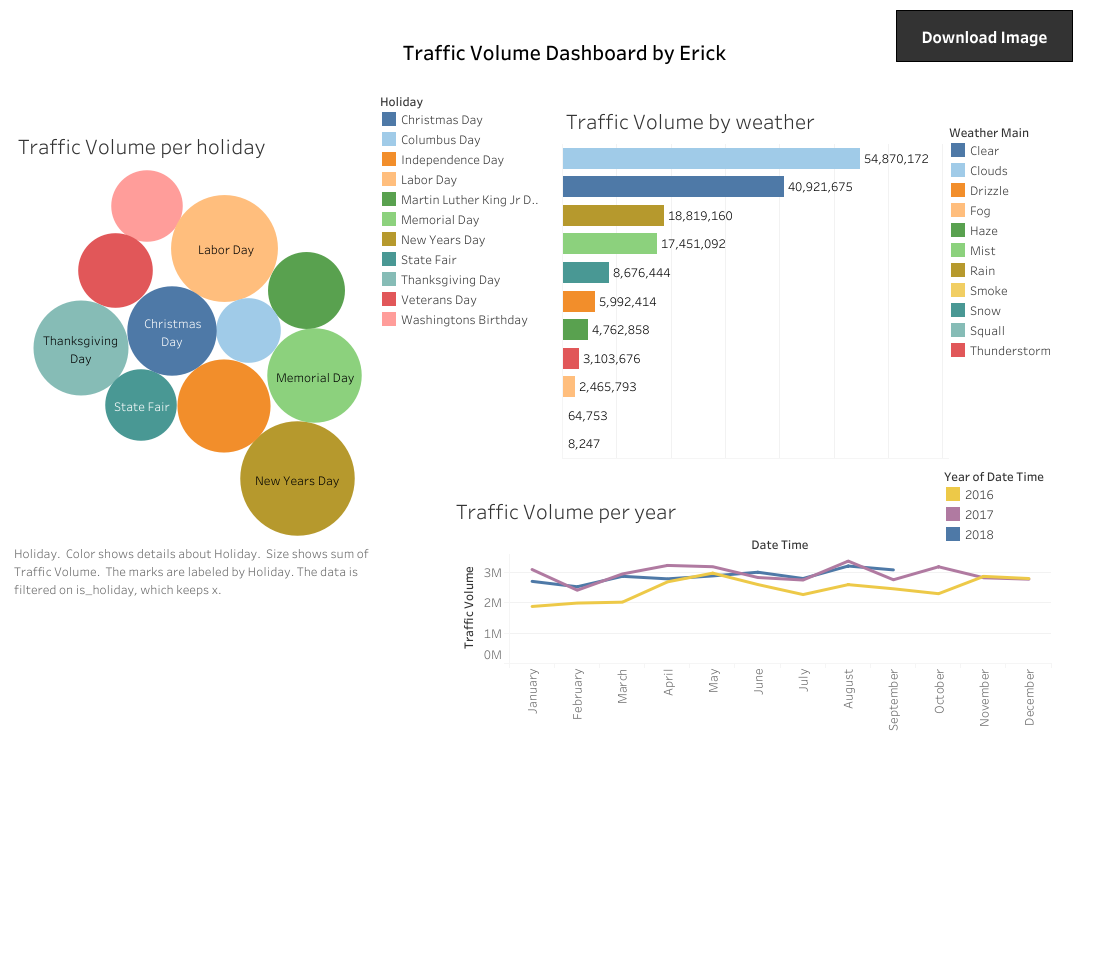 Download Image
Traffic Volume Dashboard by Erick
Traffic Volume per holiday
Labor Day
Christmas
Day
Thanksgiving
Day
Memorial Day
State Fair
New Years Day
Holiday.  Color shows details about Holiday.  Size shows sum of
Traffic Volume.  The marks are labeled by Holiday. The data is
filtered on is_holiday, which keeps x.
Holiday
Christmas Day
Columbus Day
Independence Day
Labor Day
Martin Luther King Jr D..
Memorial Day
New Years Day
State Fair
Thanksgiving Day
Veterans Day
Washingtons Birthday
Traffic Volume by weather
54,870,172
40,921,675
18,819,160
17,451,092
8,676,444
5,992,414
4,762,858
3,103,676
2,465,793
64,753
8,247
Weather Main
Clear
Clouds
Drizzle
Fog
Haze
Mist
Rain
Smoke
Snow
Squall
Thunderstorm
Year of Date Time
2016
2017
2018
Traffic Volume per year
Date Time
Traffic Volume
3M
2M
1M
0M
January
February
March
April
May
June
July
August
September
October
November
December